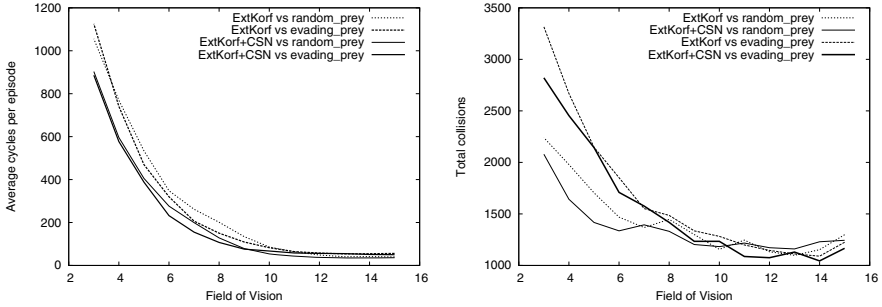 1200
1000
800
600
400
200
0
Average cycles per episode
2 4 6 8 10 12 14 16
Field of Vision
ExtKorf vs random_prey
ExtKorf vs evading_prey
ExtKorf+CSN vs random_prey
ExtKorf+CSN vs evading_prey
3500
3000
2500
2000
1500
1000
Total collisions
2 4 6 8 10 12 14 16
Field of Vision
ExtKorf vs random_prey
ExtKorf+CSN vs random_prey
ExtKorf vs evading_prey
ExtKorf+CSN vs evading_prey